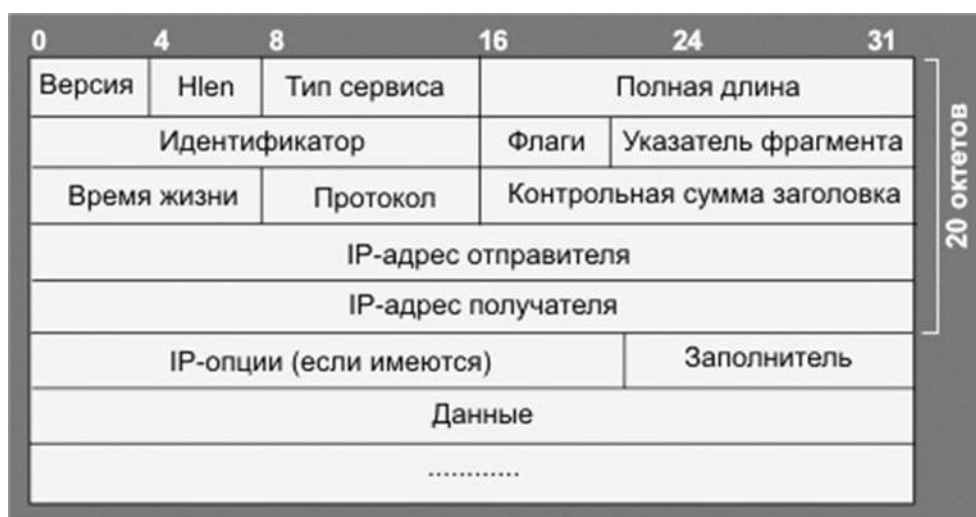 0 4 8 16 24 31
Версия Hlen Тип сервиса Полная длина
Идентификатор Флаги Указатель фрагмента
Время жизни Протокол Контрольная сумма заголовка
IP-адрес отправителя
IP-адрес получателя
20 октетов
IP-опции (если имеются) Заполнитель
Данные
............